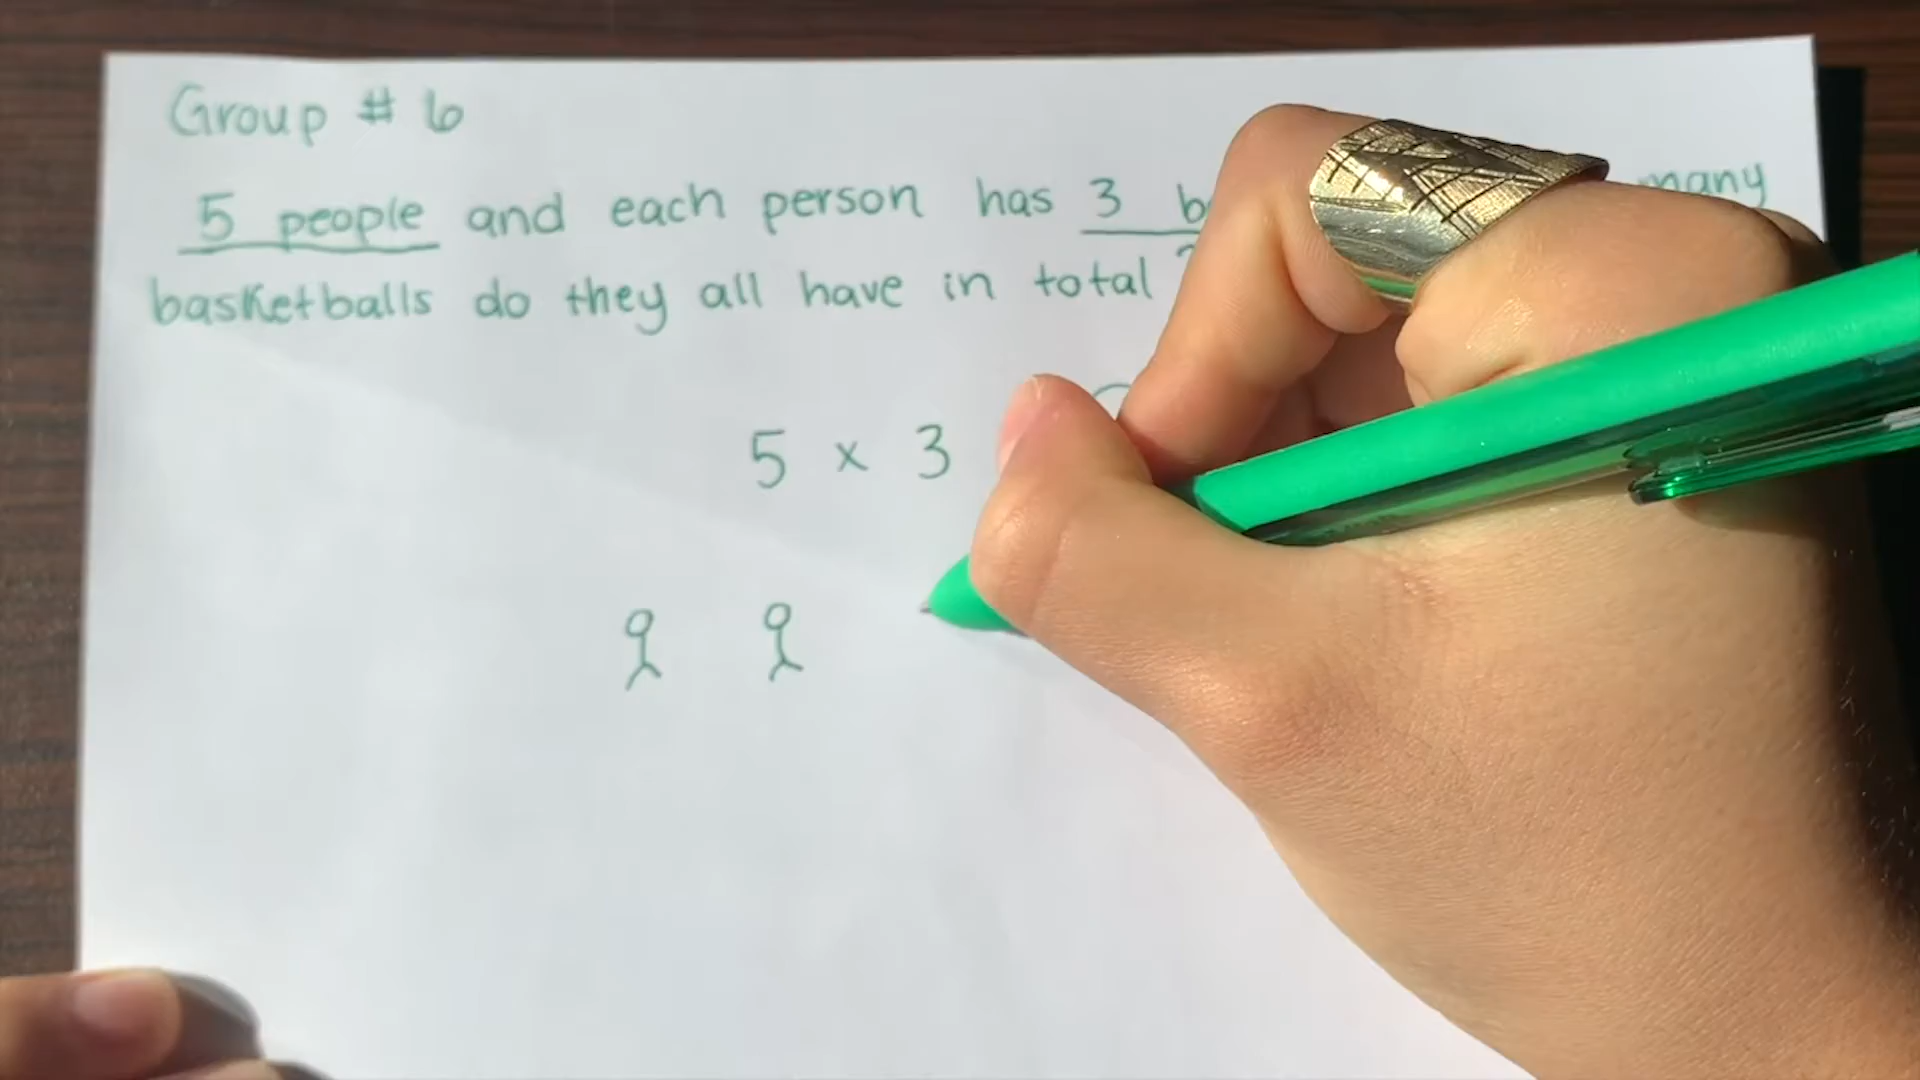 Group # 6
5 people and each person has 3 many
basketballs do they all have in total ?
5 x 3